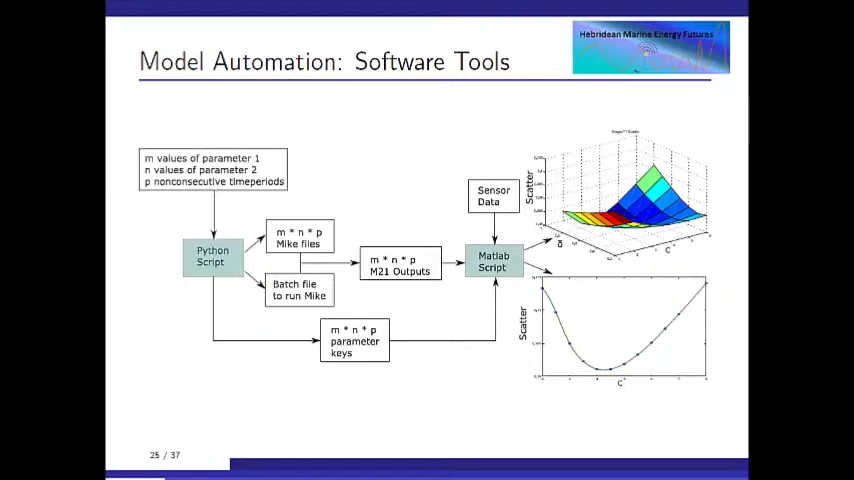 Hebridean Marine Energy Futures
Model Automation: Software Tools
m values of parameter 1
n values of parameter 2
p nonconsecutive timeperiods
Python
Script
m * n * p
Mike files
Batch file
to run Mike
m * n * p
M21 Outputs
m * n * p
parameter
keys
Sensor
Data
Matlab
Script
Scatter
C
Scatter
C
25 / 37